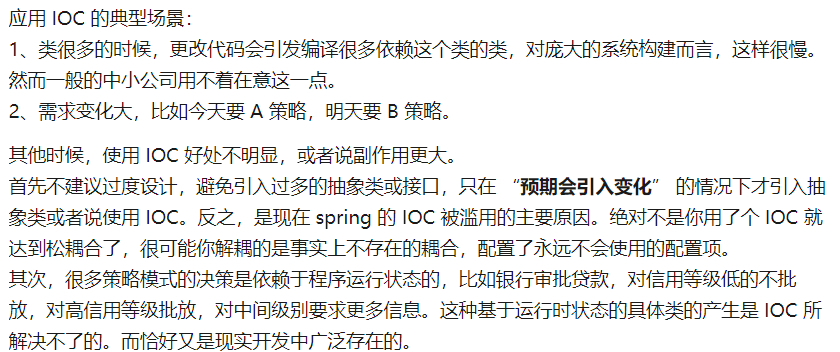 应用 IOC 的典型场景：
1、类很多的时候，更改代码会引发编译很多依赖这个类的类，对庞大的系统构建而言，这样很慢。
然而一般的中小公司用不着在意这一点。
2、需求变化大，比如今天要 A 策略，明天要 B 策略。
其他时候，使用 IOC 好处不明显，或者说副作用更大。
首先不建议过度设计，避免引入过多的抽象类或接口，只在 “预期会引入变化” 的情况下才引入抽
象类或者说使用 IOC。反之，是现在 spring 的 IOC 被滥用的主要原因。绝对不是你用了个 IOC 就
达到松耦合了，很可能你解耦的是事实上不存在的耦合，配置了永远不会使用的配置项。
其次，很多策略模式的决策是依赖于程序运行状态的，比如银行审批贷款，对信用等级低的不批
放，对高信用等级批放，对中间级别要求更多信息。这种基于运行时状态的具体类的产生是 IOC 所
解决不了的。而恰好又是现实开发中广泛存在的。